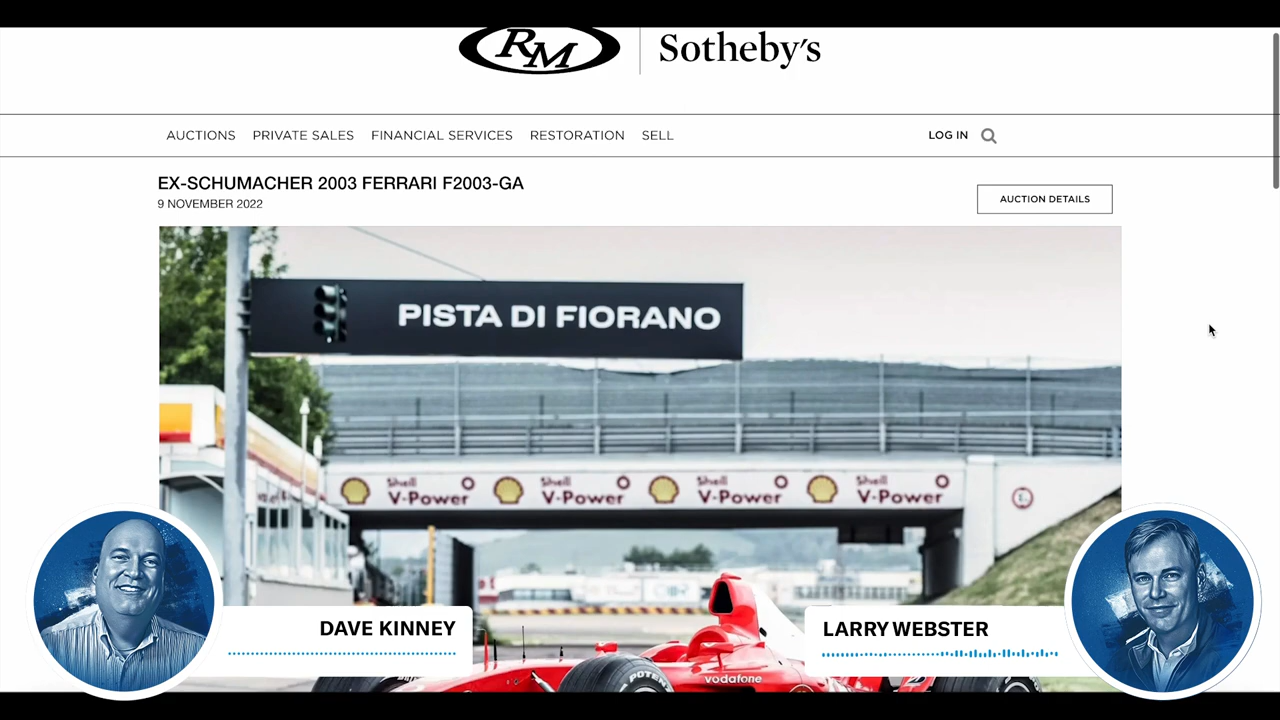 RM
Sotheby's
AUCTIONS PRIVATE SALES FINANCIAL SERVICES RESTORATION SELL
LOG IN
EX-SCHUMACHER 2003 FERRARI F2003-GA
9 NOVEMBER 2022
AUCTION DETAILS
PISTA DI FIORANO
Shell V-Power
Shell V-Power
Shell V-Power
Shell V-Power
DAVE KINNEY
LARRY WEBSTER
vodafone
POTEN